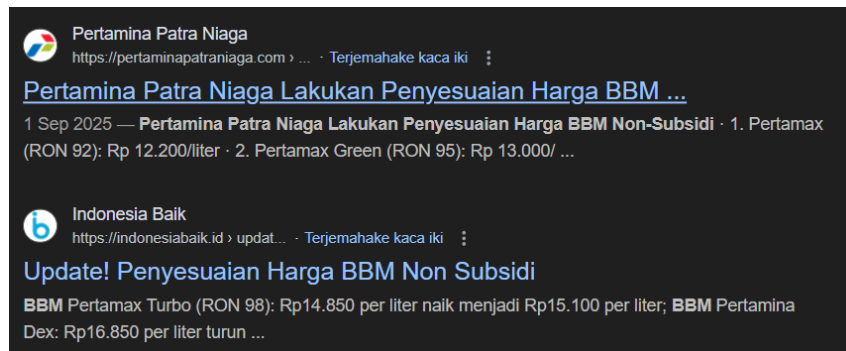 Pertamina Patra Niaga
https://pertaminapatraniaga.com › ... · Terjemahake kaca iki
Pertamina Patra Niaga Lakukan Penyesuaian Harga BBM ...
1 Sep 2025 — Pertamina Patra Niaga Lakukan Penyesuaian Harga BBM Non-Subsidi · 1. Pertamax
(RON 92): Rp 12.200/liter · 2. Pertamax Green (RON 95): Rp 13.000/ ...
Indonesia Baik
https://indonesiabaik.id › updat... · Terjemahake kaca iki
Update! Penyesuaian Harga BBM Non Subsidi
BBM Pertamax Turbo (RON 98): Rp14.850 per liter naik menjadi Rp15.100 per liter; BBM Pertamina
Dex: Rp16.850 per liter turun ...